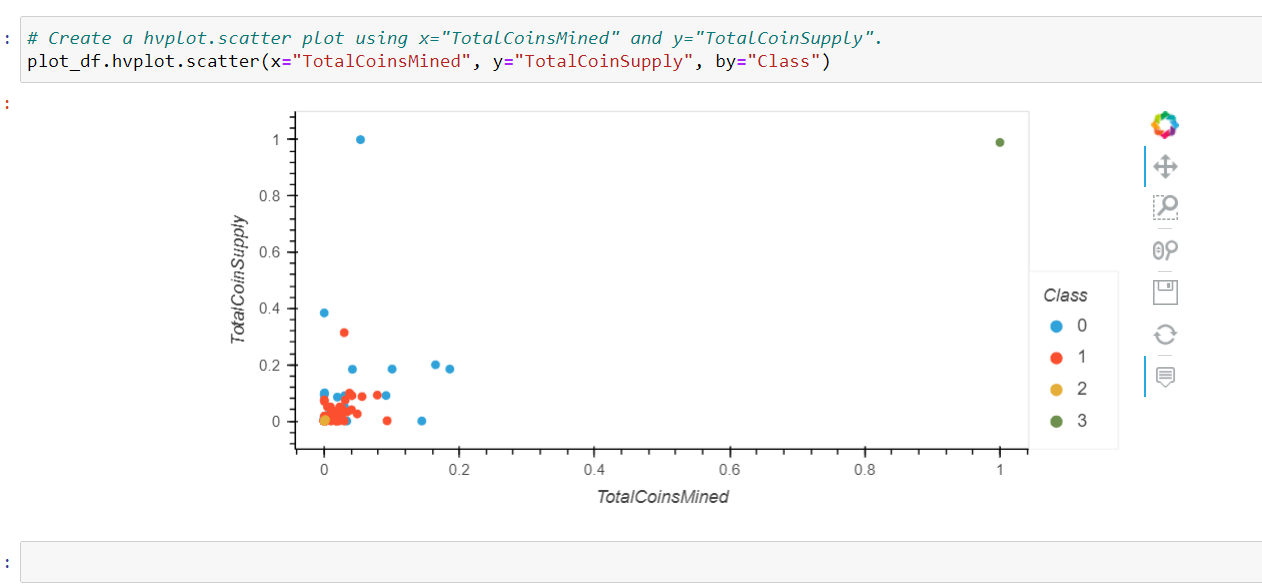 : # Create a hvplot.scatter plot using x="TotalCoinsMined" and y="TotalCoinSupply".
plot_df.hvplot.scatter(x="TotalCoinsMined", y="TotalCoinSupply", by="Class")
:
TotalCoinSupply
1
0.8
0.6
0.4
0.2
0
0 0.2 0.4 0.6 0.8 1
TotalCoinsMined
Class
0
1
2
3
: